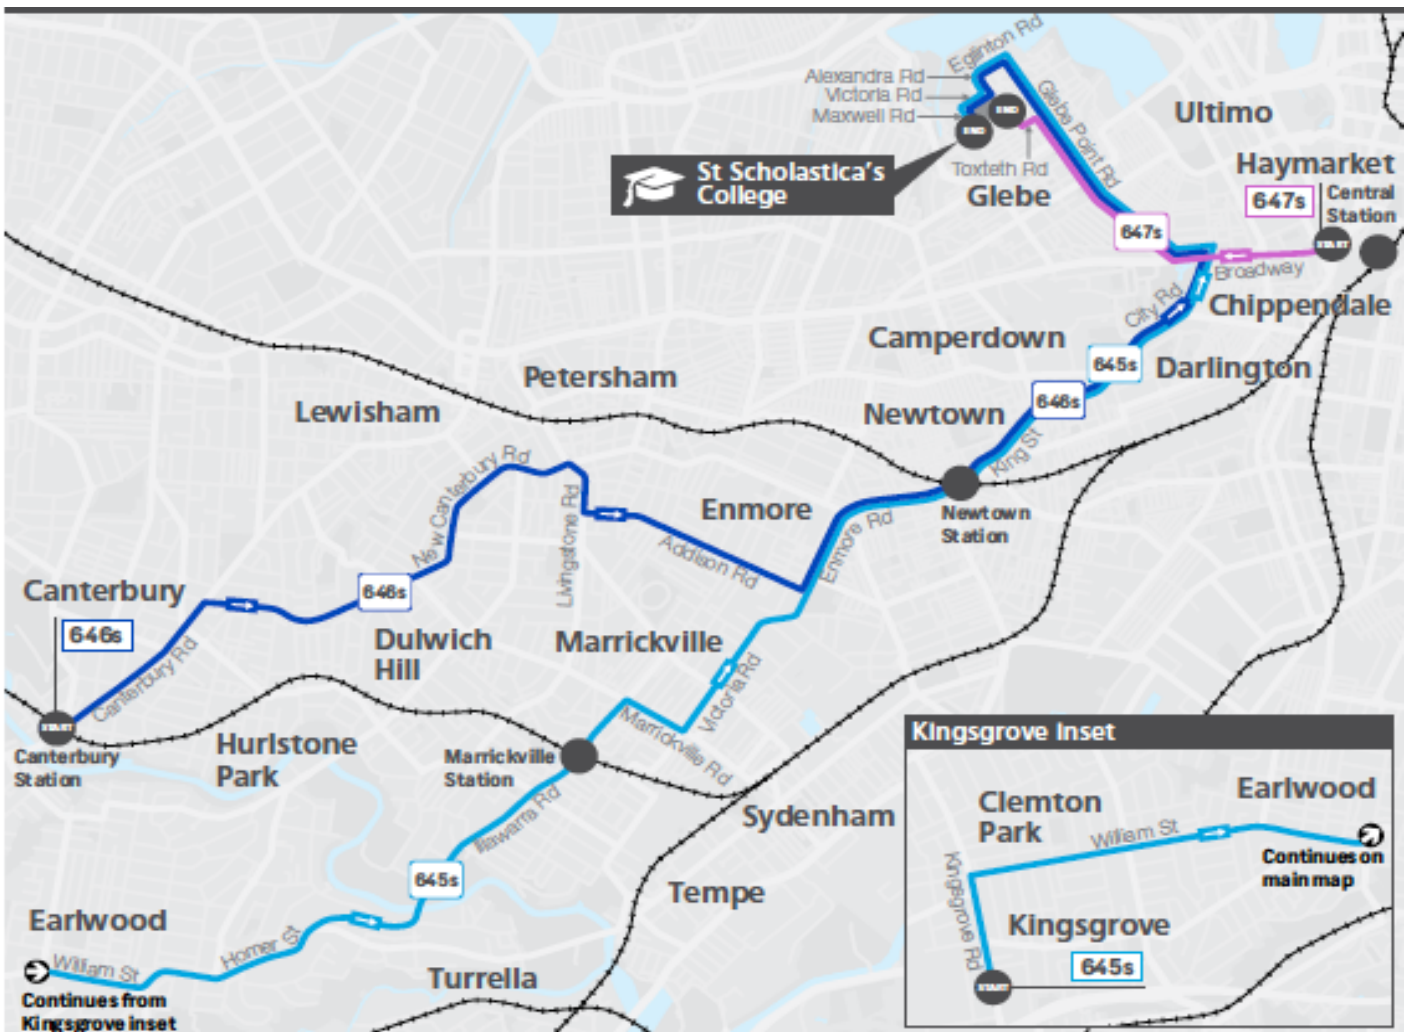 Eglinton Rd
Alexandra Rd
Victoria Rd
Maxwell Rd
END
END
Glebe Point Rd
Ultimo
St Scholastica's
College
Toxteth Rd
Glebe
Haymarket
647s
Central
Station
647s
START
Broadway
City Rd
Chippendale
Camperdown
645s
Darlington
Petersham
Lewisham
Newtown
646s
King St
New Canterbury Rd
Livingstone Rd
Enmore
Addison Rd
Enmore Rd
Newtown
Station
Canterbury
646s
646s
Dulwich
Hill
Marrickville
Canterbury Rd
START
Canterbury
Station
Hurlstone
Park
Marrickville
Station
Marrickville Rd
Victoria Rd
Illawarra Rd
Sydenham
645s
Tempe
Earlwood
William St
Homer St
Turrella
Continues from
Kingsgrove inset
Kingsgrove inset
Clemton
Park
Earlwood
William St
Continues on
main map
Kingsgrove Rd
Kingsgrove
645s
START